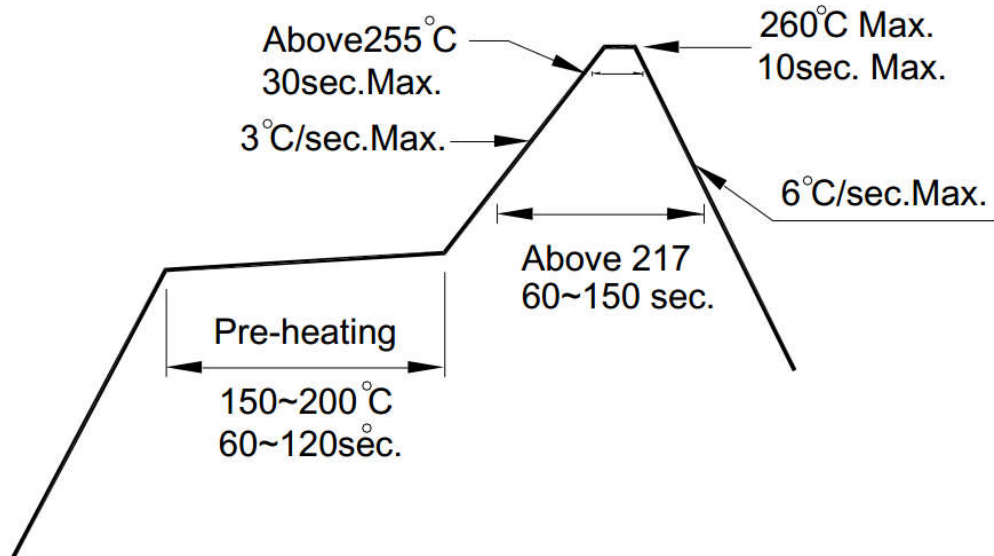 Above255°C
30sec.Max.
260°C Max.
10sec. Max.
3°C/sec.Max.
6°C/sec.Max.
Above 217
60~150 sec.
Pre-heating
150~200°C
60~120sec.